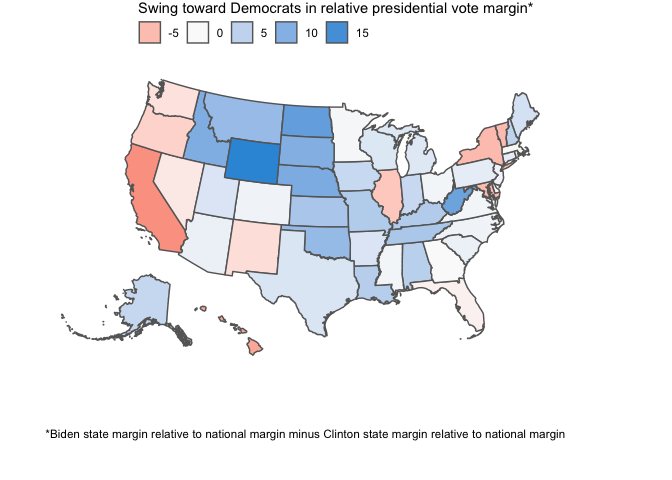 Swing toward Democrats in relative presidential vote margin*
-5 0 5 10 15
*Biden state margin relative to national margin minus Clinton state margin relative to national margin